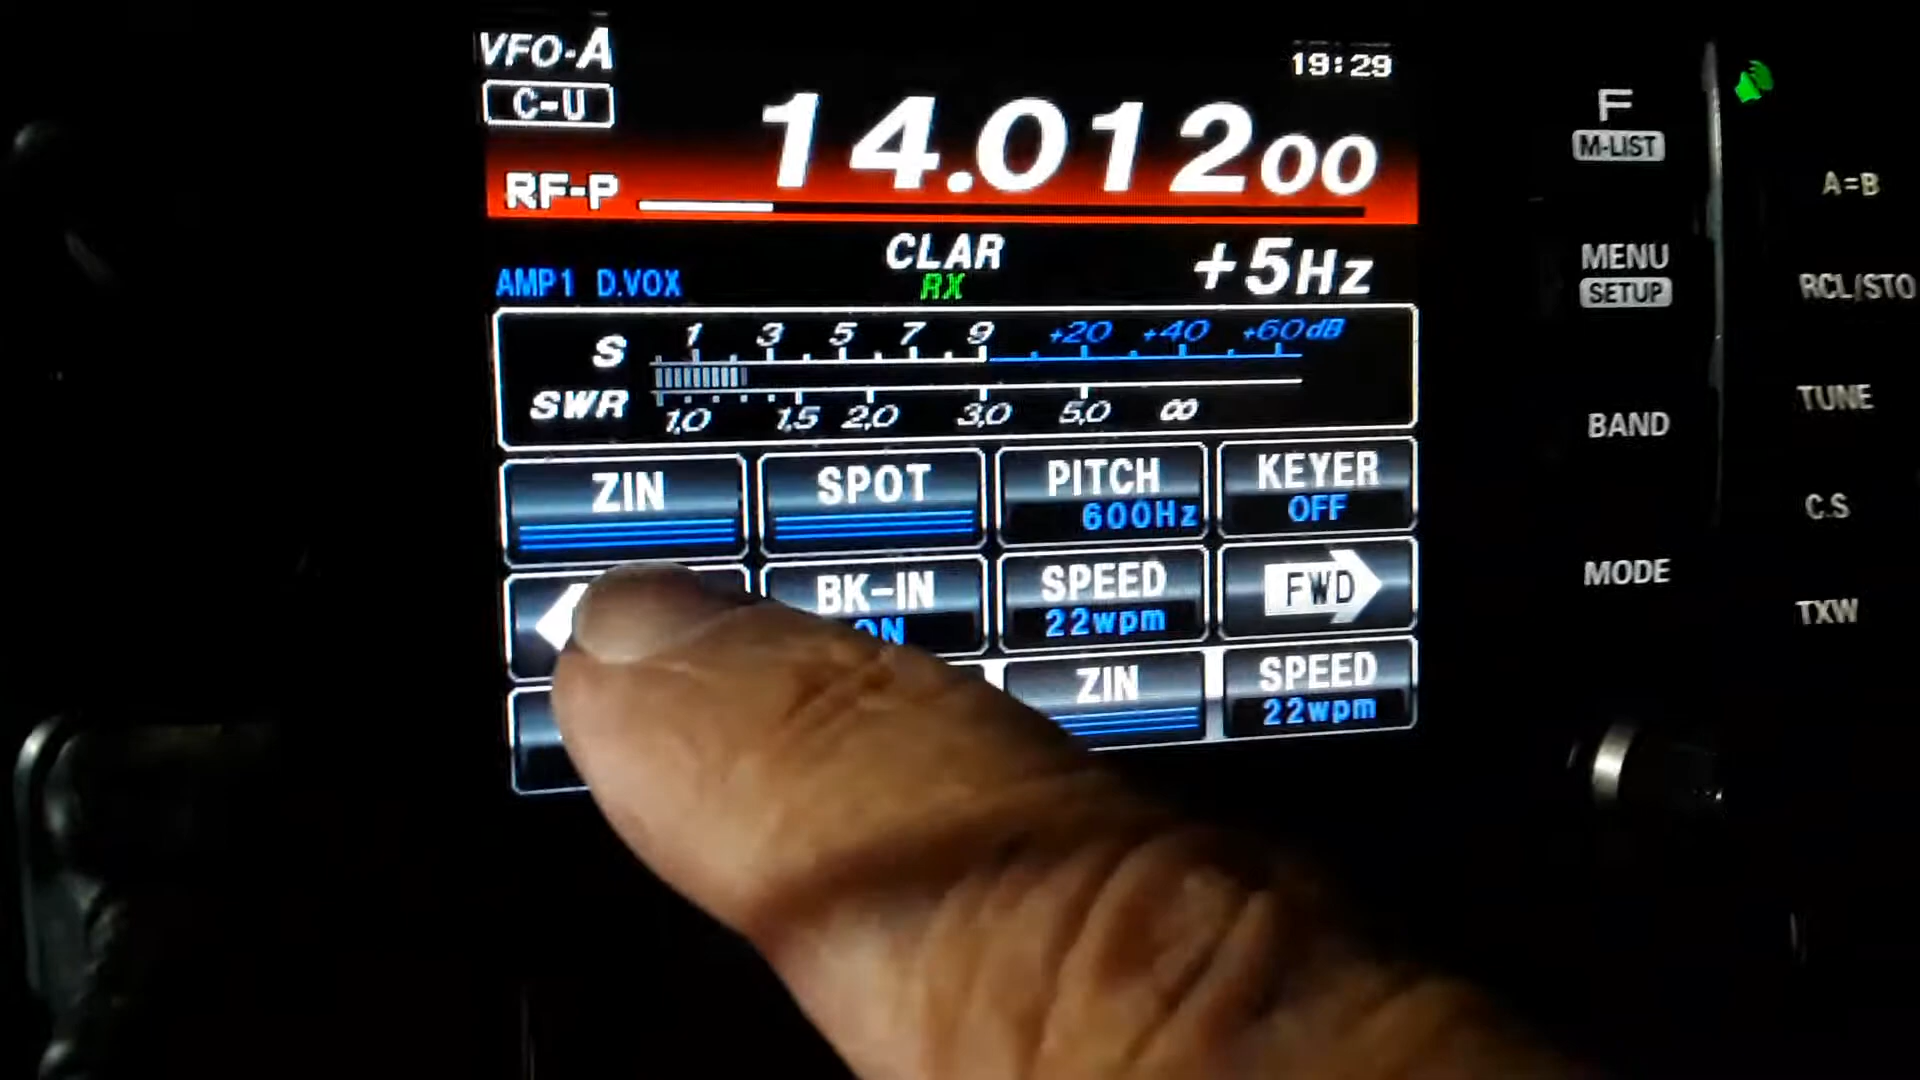 VFO-A
19:29
C-U
14.01200
RF-P
CLAR
+5Hz
AMP1 D.VOX
RX
S 1 3 5 7 9 +20 +40 +60dB
SWR 1,0 1,5 2,0 3,0 5,0 ∞
ZIN SPOT PITCH KEYER
600Hz OFF
BK-IN SPEED FWD
ON 22wpm
ZIN SPEED
22wpm
F
M-LIST
MENU
SETUP
BAND
MODE
A=B
RCL/STO
TUNE
C.S
TXW